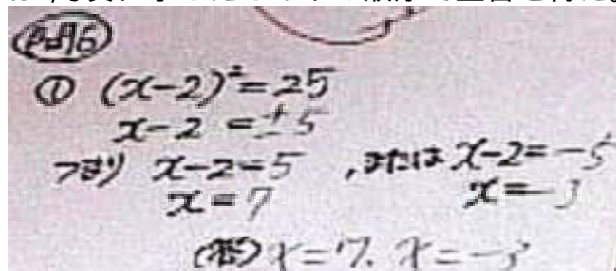 ① (x-2)²=25
x-2 =±5
つまり x-2=5 ,または x-2=-5
x=7 x=-3
(答) x=7, x=-3